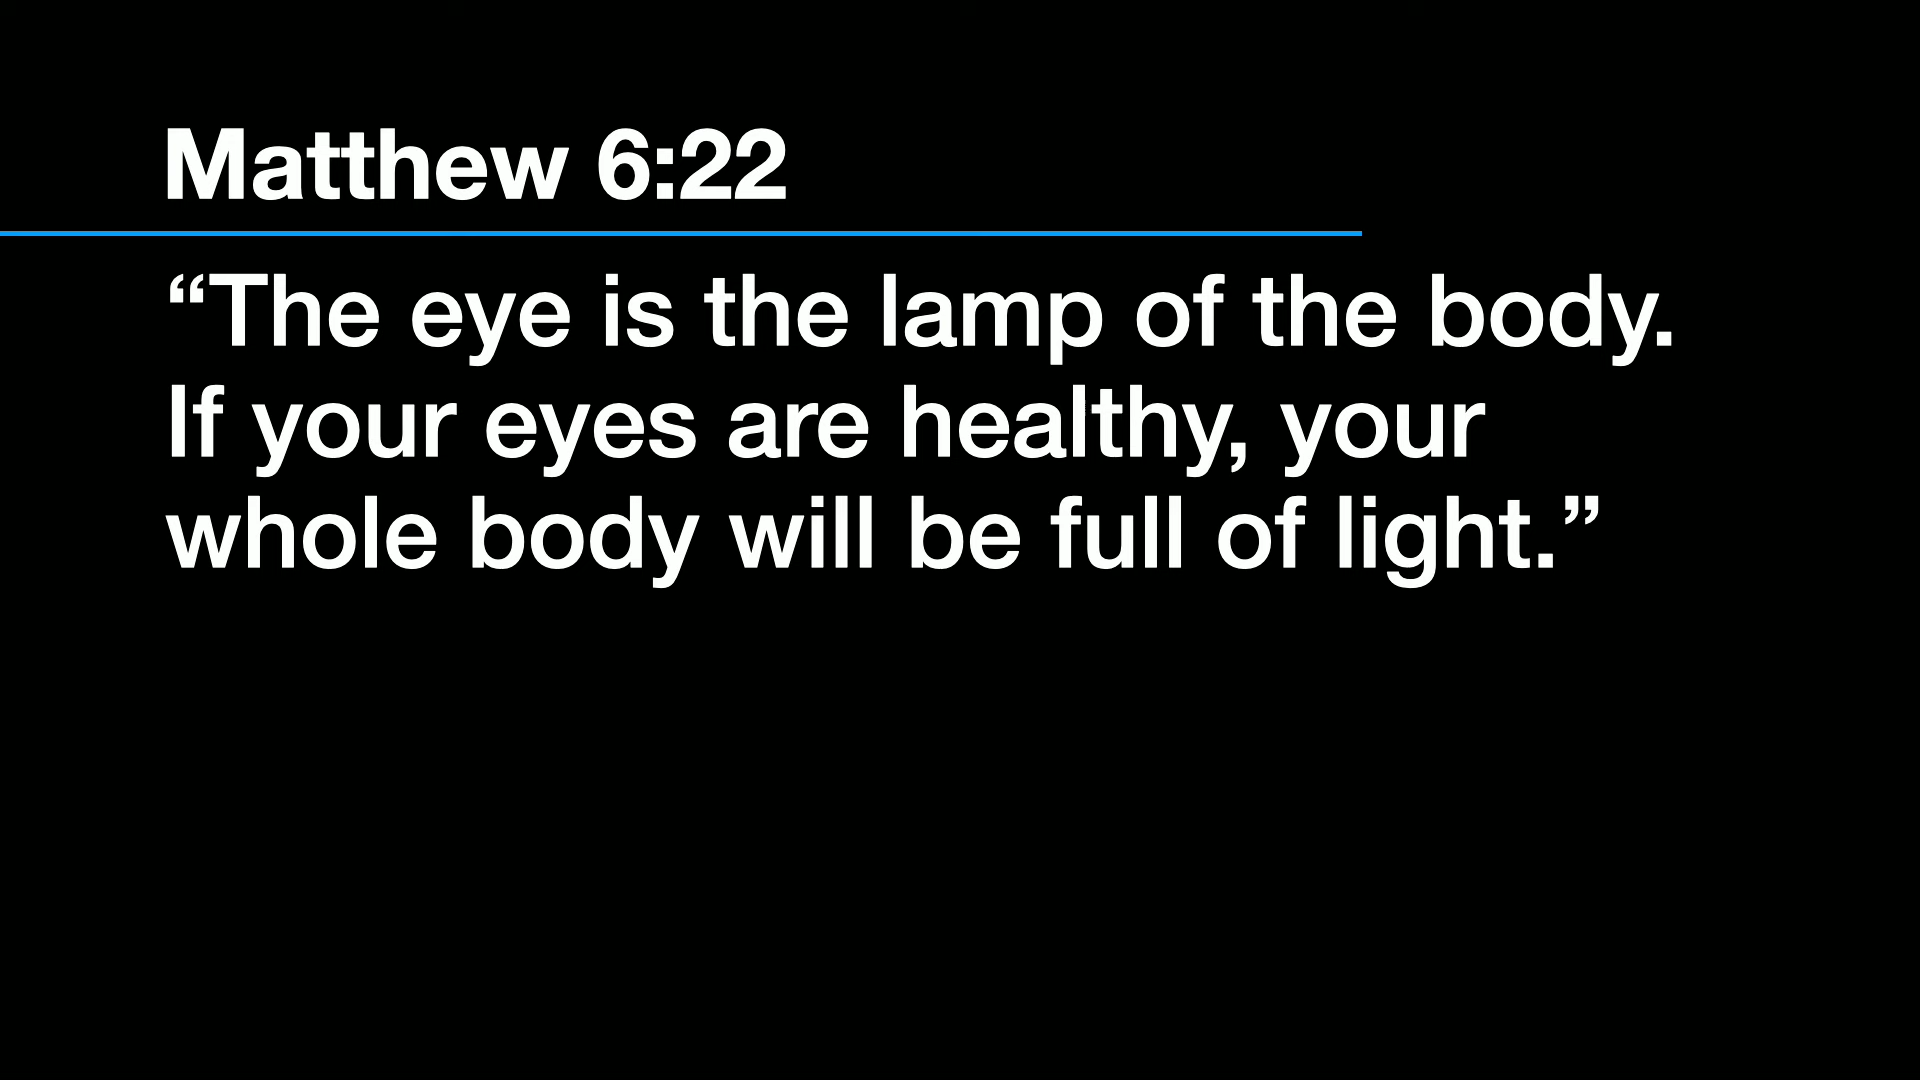 Matthew 6:22
“The eye is the lamp of the body.
If your eyes are healthy, your
whole body will be full of light.”